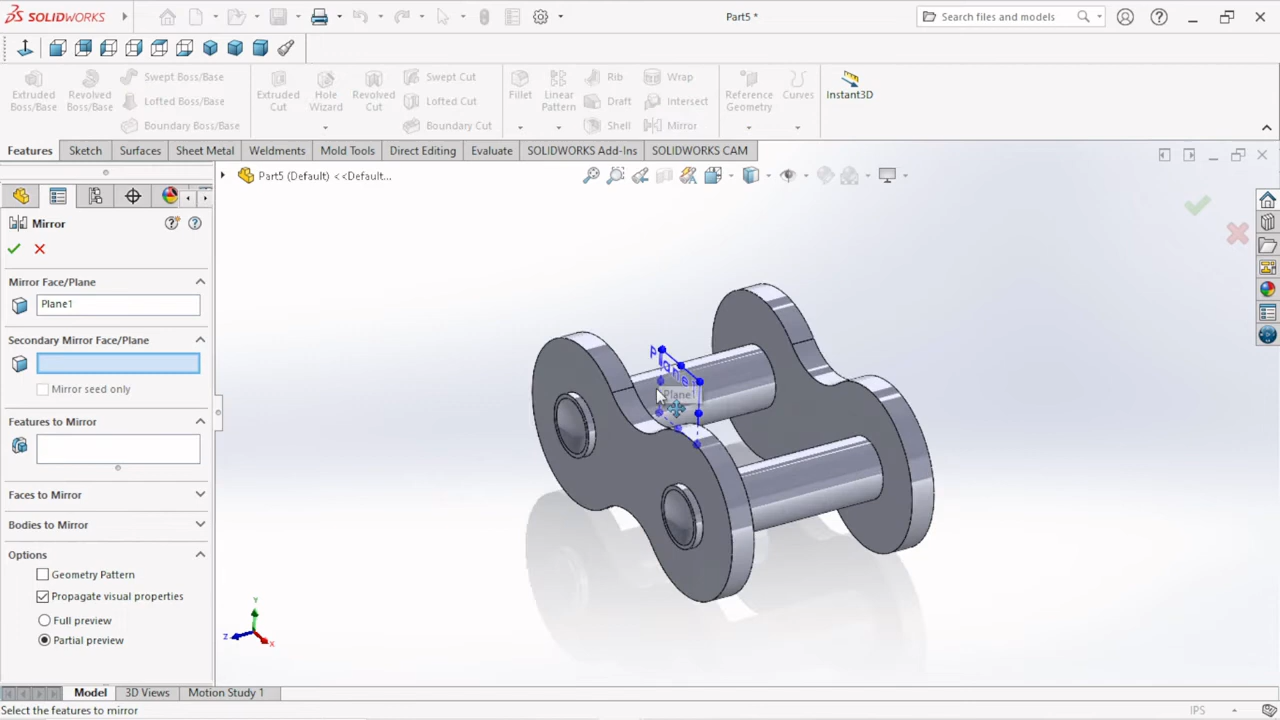 SOLIDWORKS
Part5 *
Search files and models
Extruded Boss/Base
Revolved Boss/Base
Swept Boss/Base
Lofted Boss/Base
Boundary Boss/Base
Extruded Cut
Hole Wizard
Revolved Cut
Swept Cut
Lofted Cut
Boundary Cut
Fillet
Linear Pattern
Rib
Draft
Shell
Wrap
Intersect
Mirror
Reference Geometry
Curves
Instant3D
Features
Sketch
Surfaces
Sheet Metal
Weldments
Mold Tools
Direct Editing
Evaluate
SOLIDWORKS Add-Ins
SOLIDWORKS CAM
Part5 (Default) <<Default...
Mirror
Mirror Face/Plane
Plane1
Secondary Mirror Face/Plane
Mirror seed only
Features to Mirror
Faces to Mirror
Bodies to Mirror
Options
Geometry Pattern
Propagate visual properties
Full preview
Partial preview
Plane1
Y
Z
X
Model
3D Views
Motion Study 1
Select the features to mirror
IPS